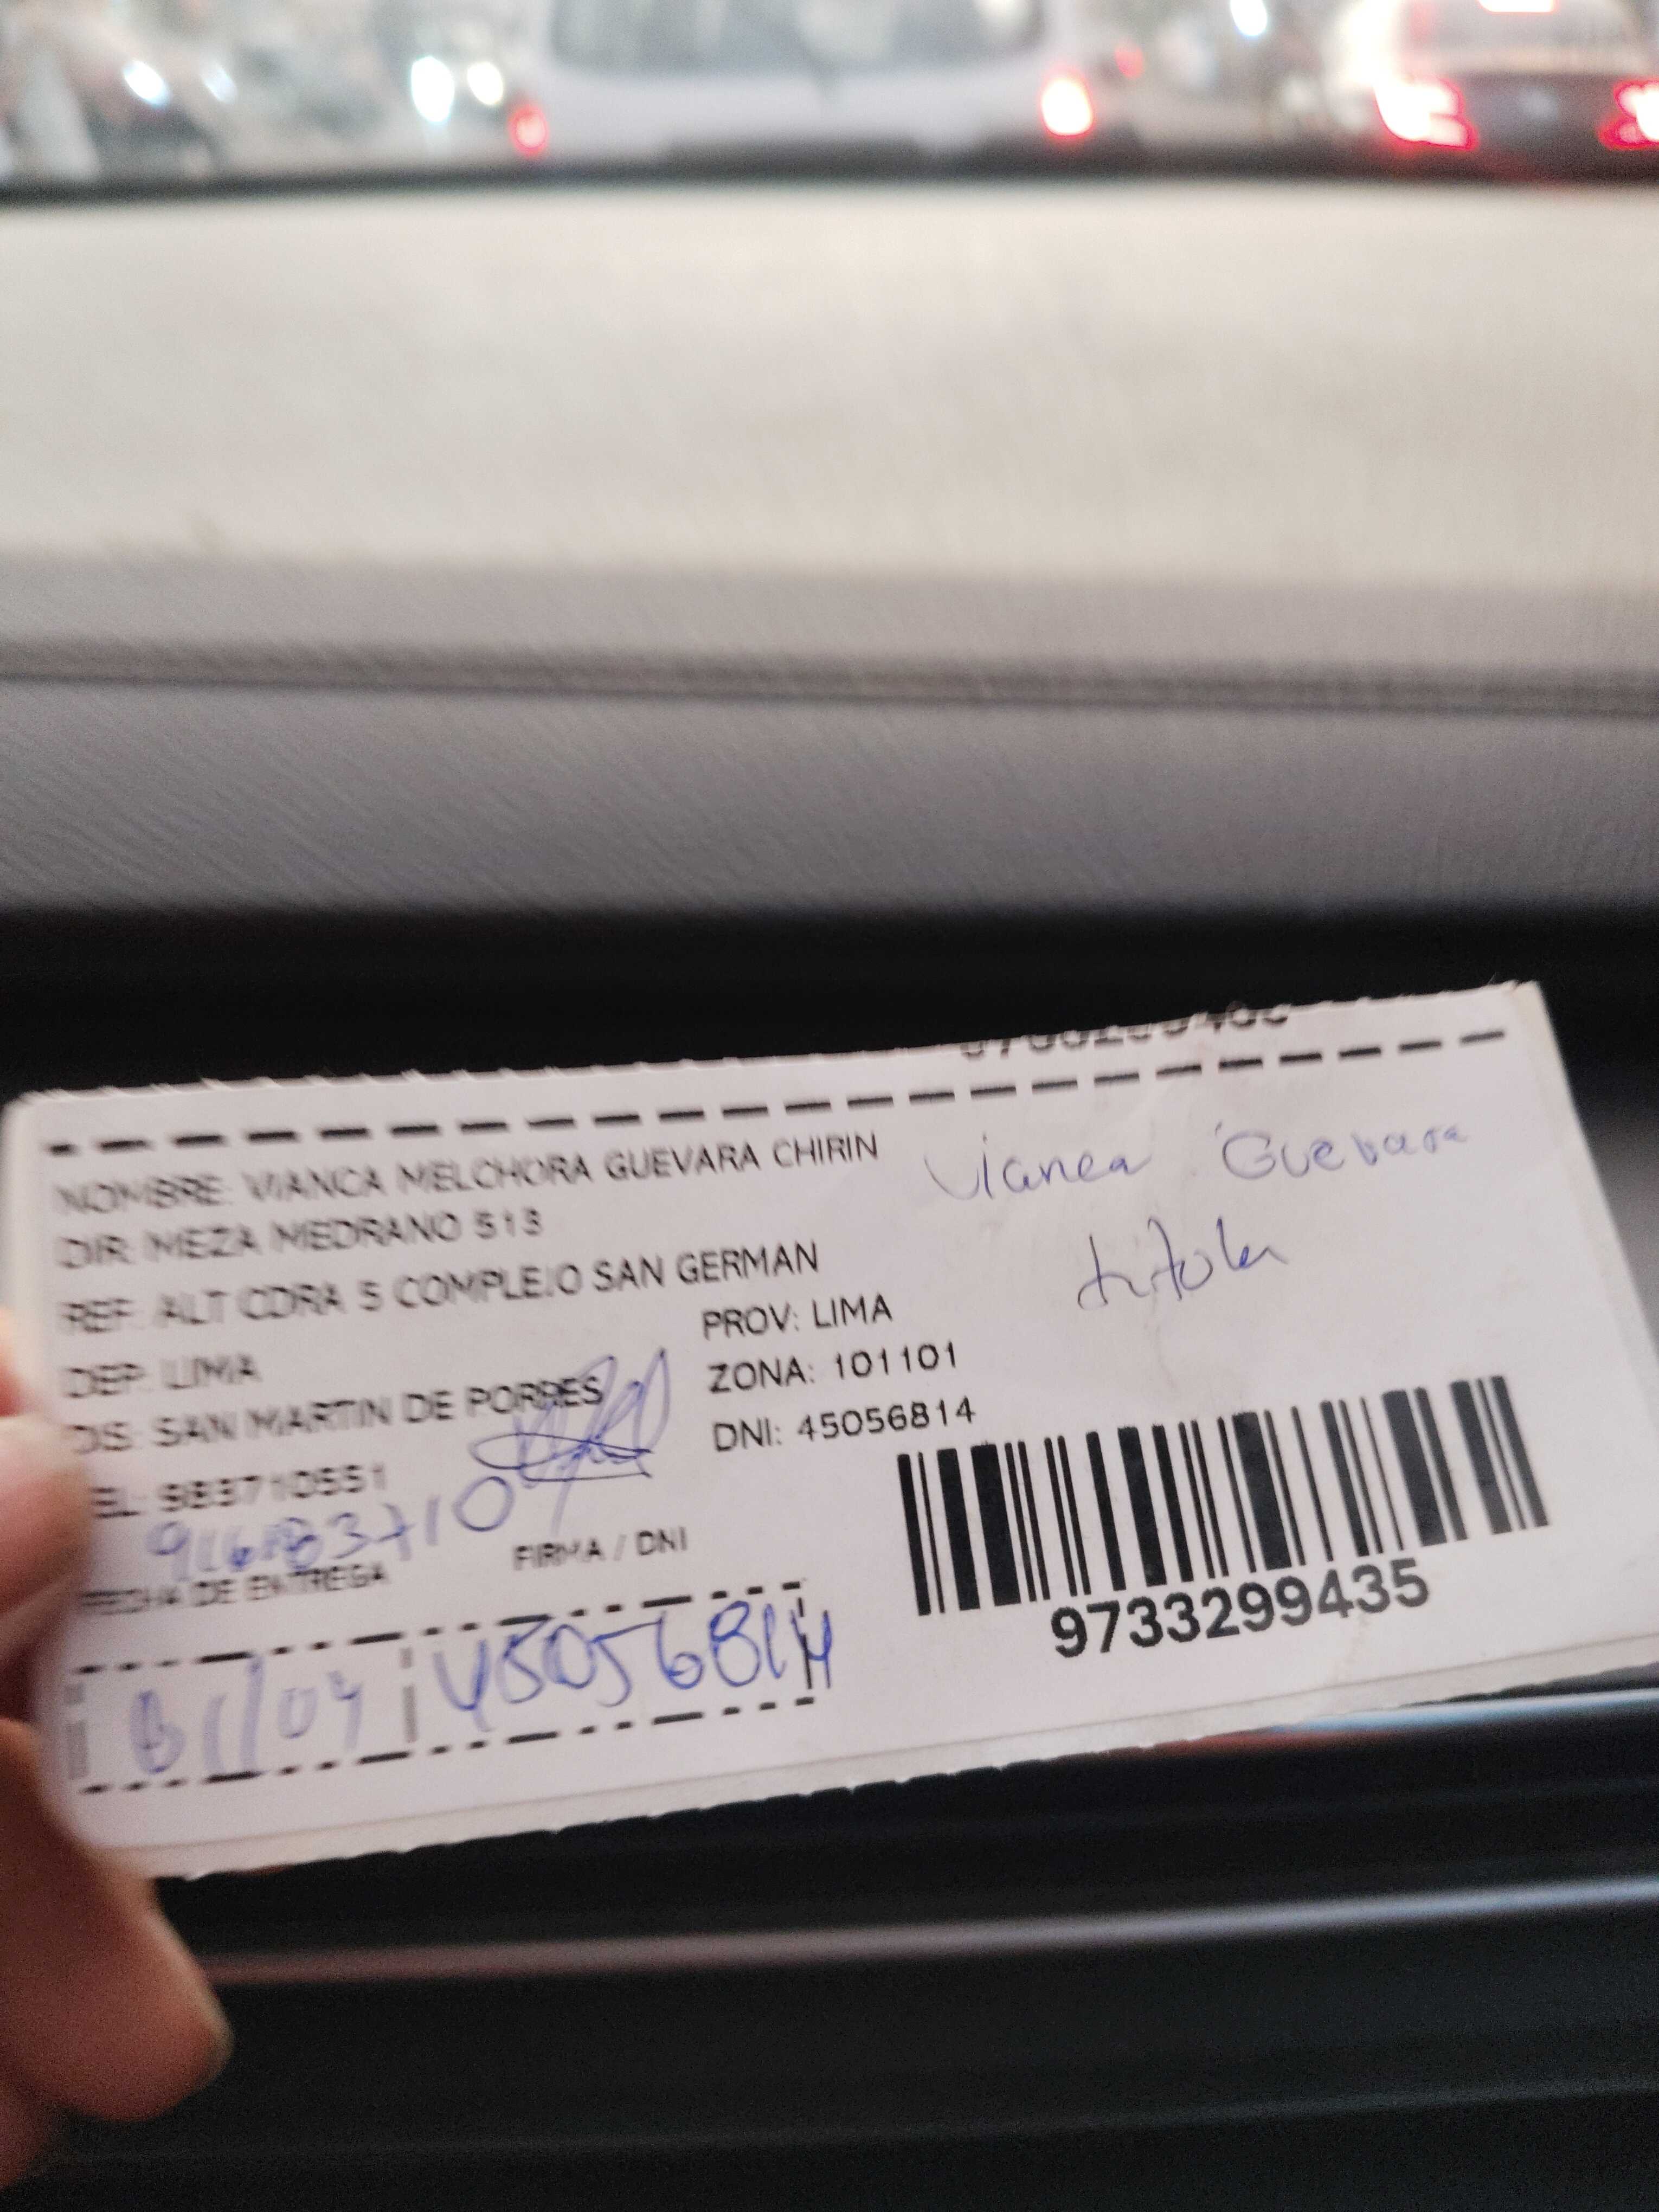 NOMBRE: VIANCA MELCHORA GUEVARA CHIRIN
Vianca Guevara
DIR: MEZA MEDRANO 513
titular
REF: ALT CDRA 5 COMPLEJO SAN GERMAN
DEP: LIMA
PROV: LIMA
DIS: SAN MARTIN DE PORRES
ZONA: 101101
DNI: 45056814
FECHA DE ENTREGA
FIRMA / DNI
45056814
9733299435